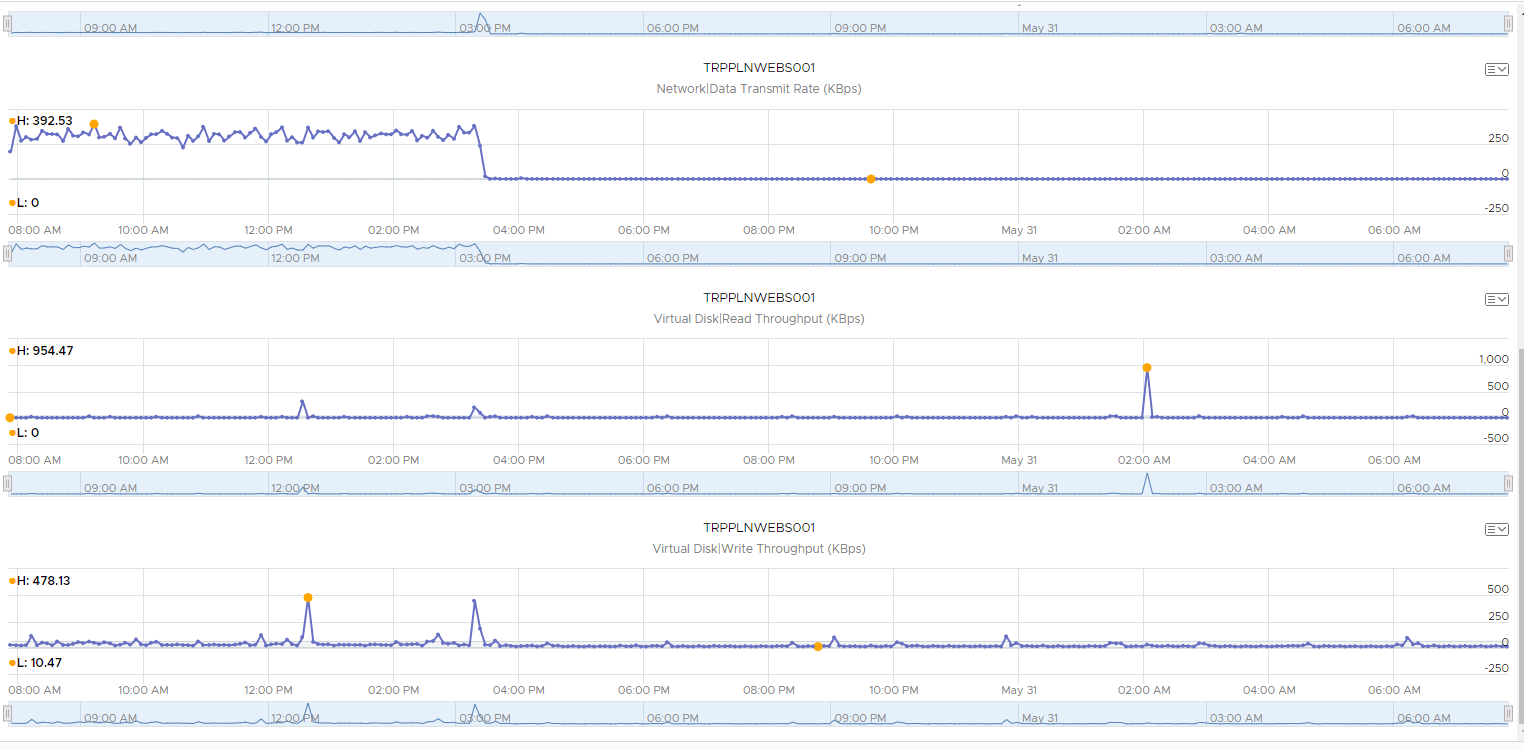 09:00 AM 12:00 PM 03:00 PM 06:00 PM 09:00 PM May 31 03:00 AM 06:00 AM
TRPPLNWEBS001
Network|Data Transmit Rate (KBps)
H: 392.53
250
0
L: 0
-250
08:00 AM 10:00 AM 12:00 PM 02:00 PM 04:00 PM 06:00 PM 08:00 PM 10:00 PM May 31 02:00 AM 04:00 AM 06:00 AM
09:00 AM 12:00 PM 03:00 PM 06:00 PM 09:00 PM May 31 03:00 AM 06:00 AM
TRPPLNWEBS001
Virtual Disk|Read Throughput (KBps)
H: 954.47
1,000
500
0
L: 0
-500
08:00 AM 10:00 AM 12:00 PM 02:00 PM 04:00 PM 06:00 PM 08:00 PM 10:00 PM May 31 02:00 AM 04:00 AM 06:00 AM
09:00 AM 12:00 PM 03:00 PM 06:00 PM 09:00 PM May 31 03:00 AM 06:00 AM
TRPPLNWEBS001
Virtual Disk|Write Throughput (KBps)
H: 478.13
500
250
0
L: 10.47
-250
08:00 AM 10:00 AM 12:00 PM 02:00 PM 04:00 PM 06:00 PM 08:00 PM 10:00 PM May 31 02:00 AM 04:00 AM 06:00 AM
09:00 AM 12:00 PM 03:00 PM 06:00 PM 09:00 PM May 31 03:00 AM 06:00 AM